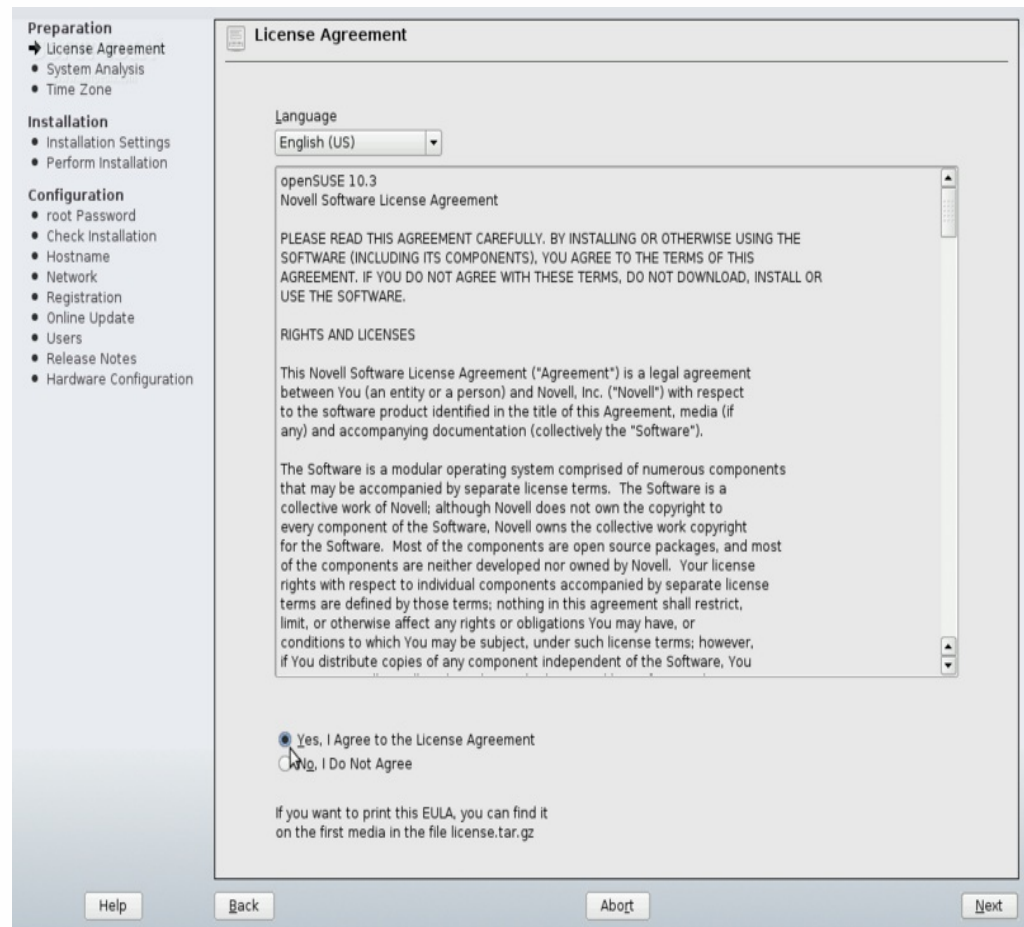 Preparation
License Agreement
System Analysis
Time Zone
Installation
Installation Settings
Perform Installation
Configuration
root Password
Check Installation
Hostname
Network
Registration
Online Update
Users
Release Notes
Hardware Configuration
License Agreement
Language
English (US)
openSUSE 10.3
Novell Software License Agreement
PLEASE READ THIS AGREEMENT CAREFULLY. BY INSTALLING OR OTHERWISE USING THE
SOFTWARE (INCLUDING ITS COMPONENTS), YOU AGREE TO THE TERMS OF THIS
AGREEMENT. IF YOU DO NOT AGREE WITH THESE TERMS, DO NOT DOWNLOAD, INSTALL OR
USE THE SOFTWARE.
RIGHTS AND LICENSES
This Novell Software License Agreement ("Agreement") is a legal agreement
between You (an entity or a person) and Novell, Inc. ("Novell") with respect
to the software product identified in the title of this Agreement, media (if
any) and accompanying documentation (collectively the "Software").
The Software is a modular operating system comprised of numerous components
that may be accompanied by separate license terms.  The Software is a
collective work of Novell; although Novell does not own the copyright to
every component of the Software, Novell owns the collective work copyright
for the Software.  Most of the components are open source packages, and most
of the components are neither developed nor owned by Novell.  Your license
rights with respect to individual components accompanied by separate license
terms are defined by those terms; nothing in this agreement shall restrict,
limit, or otherwise affect any rights or obligations You may have, or
conditions to which You may be subject, under such license terms; however,
if You distribute copies of any component independent of the Software, You
Yes, I Agree to the License Agreement
No, I Do Not Agree
If you want to print this EULA, you can find it
on the first media in the file license.tar.gz
Help
Back
Abort
Next